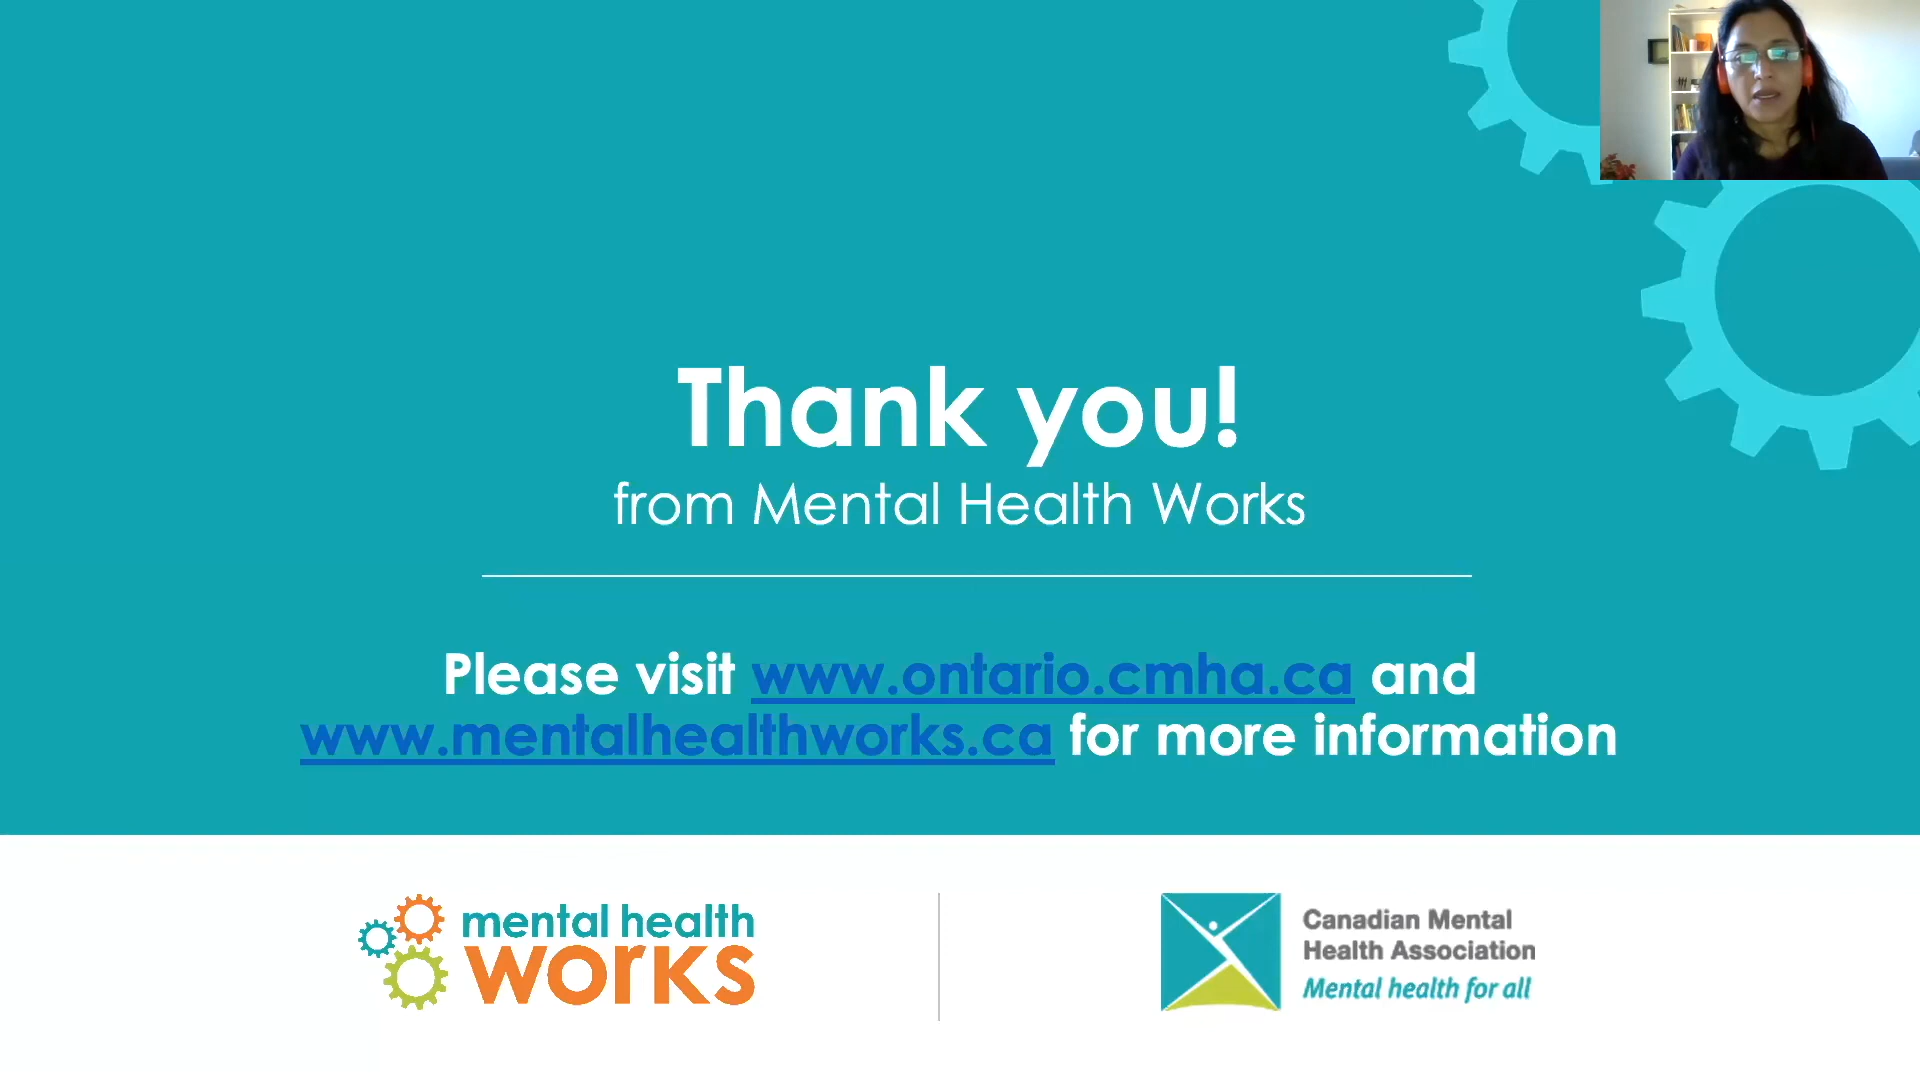 Thank you!
from Mental Health Works
Please visit www.ontario.cmha.ca and
www.mentalhealthworks.ca for more information
mental health
works
Canadian Mental
Health Association
Mental health for all